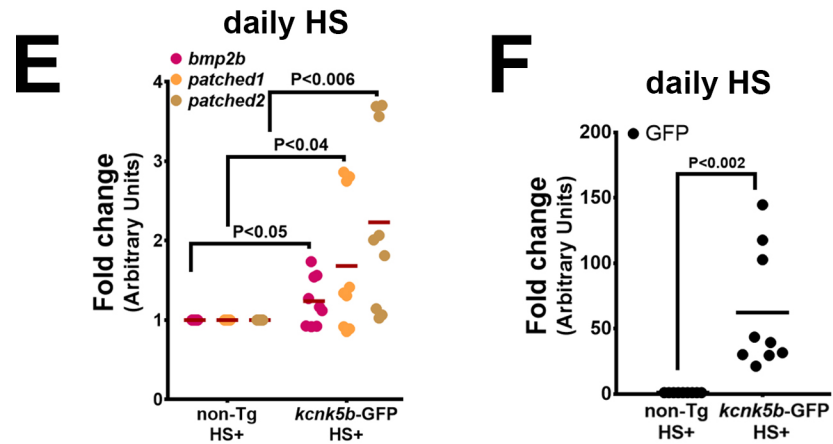 E
daily HS
bmp2b
patched1
patched2
P<0.006
P<0.04
P<0.05
Fold change
(Arbitrary Units)
4
3
2
1
0
non-Tg
HS+
kcnk5b-GFP
HS+
F
daily HS
GFP
P<0.002
Fold change
(Arbitrary Units)
200
150
100
50
0
non-Tg
HS+
kcnk5b-GFP
HS+